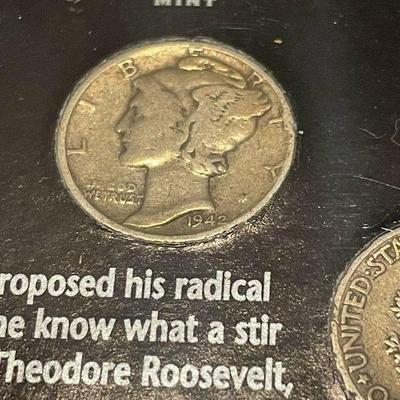 MINT
LIBERTY
IN GOD
WE TRUST
1942
roposed his radical
ne know what a stir
Theodore Roosevelt,
UNITED STA